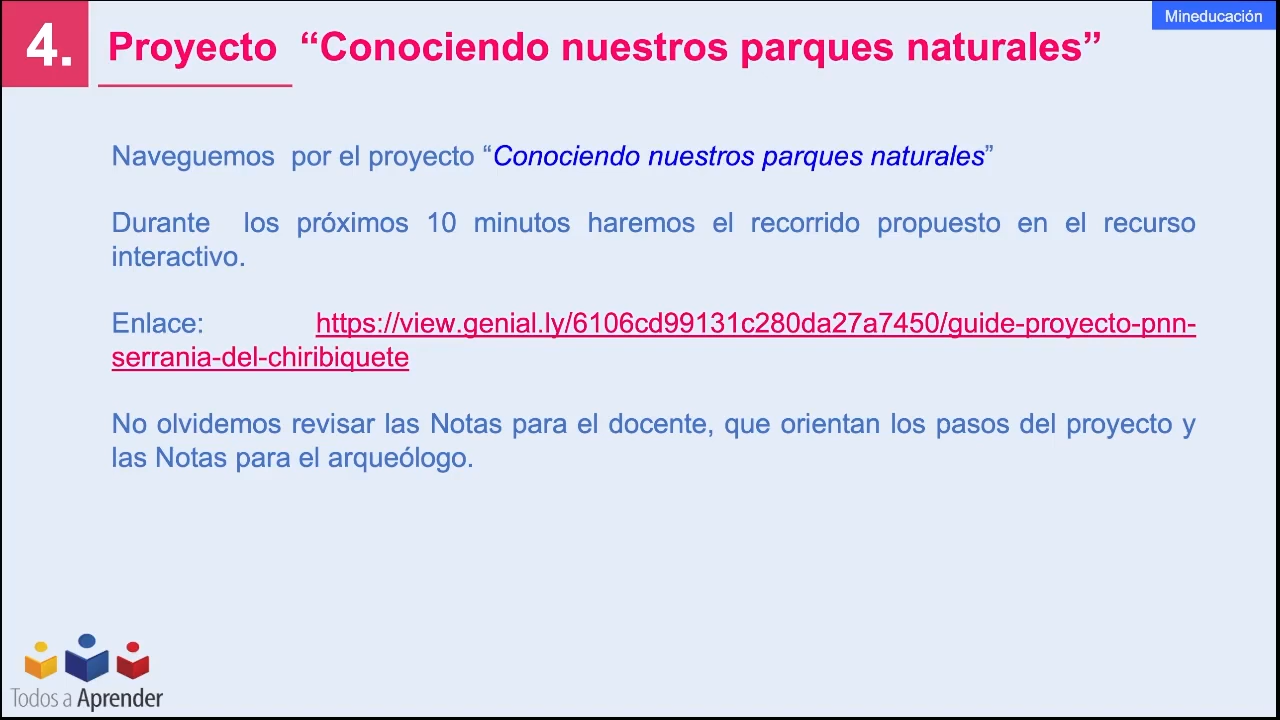 Mineducación
4. Proyecto “Conociendo nuestros parques naturales”
Naveguemos por el proyecto “Conociendo nuestros parques naturales”
Durante los próximos 10 minutos haremos el recorrido propuesto en el recurso
interactivo.
Enlace: https://view.genial.ly/6106cd99131c280da27a7450/guide-proyecto-pnn-
serrania-del-chiribiquete
No olvidemos revisar las Notas para el docente, que orientan los pasos del proyecto y
las Notas para el arqueólogo.
Todos a Aprender